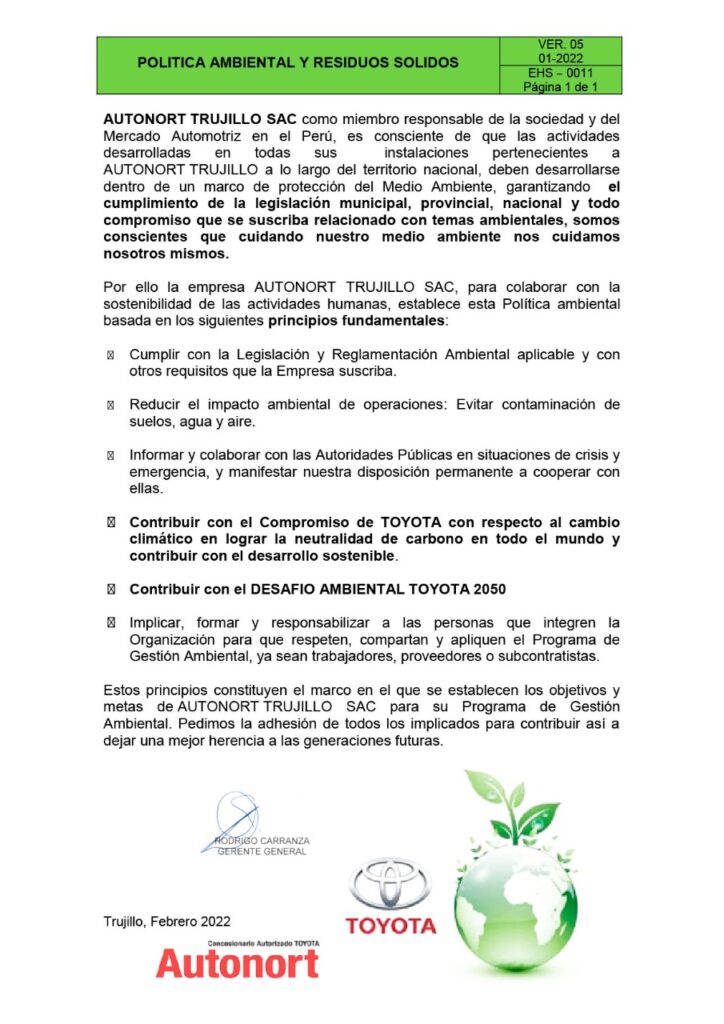 POLITICA AMBIENTAL Y RESIDUOS SOLIDOS
VER. 05
01-2022
EHS – 0011
Página 1 de 1
AUTONORT TRUJILLO SAC como miembro responsable de la sociedad y del
Mercado Automotriz en el Perú, es consciente de que las actividades
desarrolladas en todas sus instalaciones pertenecientes a
AUTONORT TRUJILLO a lo largo del territorio nacional, deben desarrollarse
dentro de un marco de protección del Medio Ambiente, garantizando el
cumplimiento de la legislación municipal, provincial, nacional y todo
compromiso que se suscriba relacionado con temas ambientales, somos
conscientes que cuidando nuestro medio ambiente nos cuidamos
nosotros mismos.
Por ello la empresa AUTONORT TRUJILLO SAC, para colaborar con la
sostenibilidad de las actividades humanas, establece esta Política ambiental
basada en los siguientes principios fundamentales:
Cumplir con la Legislación y Reglamentación Ambiental aplicable y con
otros requisitos que la Empresa suscriba.
Reducir el impacto ambiental de operaciones: Evitar contaminación de
suelos, agua y aire.
Informar y colaborar con las Autoridades Públicas en situaciones de crisis y
emergencia, y manifestar nuestra disposición permanente a cooperar con
ellas.
Contribuir con el Compromiso de TOYOTA con respecto al cambio
climático en lograr la neutralidad de carbono en todo el mundo y
contribuir con el desarrollo sostenible.
Contribuir con el DESAFIO AMBIENTAL TOYOTA 2050
Implicar, formar y responsabilizar a las personas que integren la
Organización para que respeten, compartan y apliquen el Programa de
Gestión Ambiental, ya sean trabajadores, proveedores o subcontratistas.
Estos principios constituyen el marco en el que se establecen los objetivos y
metas de AUTONORT TRUJILLO SAC para su Programa de Gestión
Ambiental. Pedimos la adhesión de todos los implicados para contribuir así a
dejar una mejor herencia a las generaciones futuras.
RODRIGO CARRANZA
GERENTE GENERAL
TOYOTA
Trujillo, Febrero 2022
Concesionario Autorizado TOYOTA
Autonort